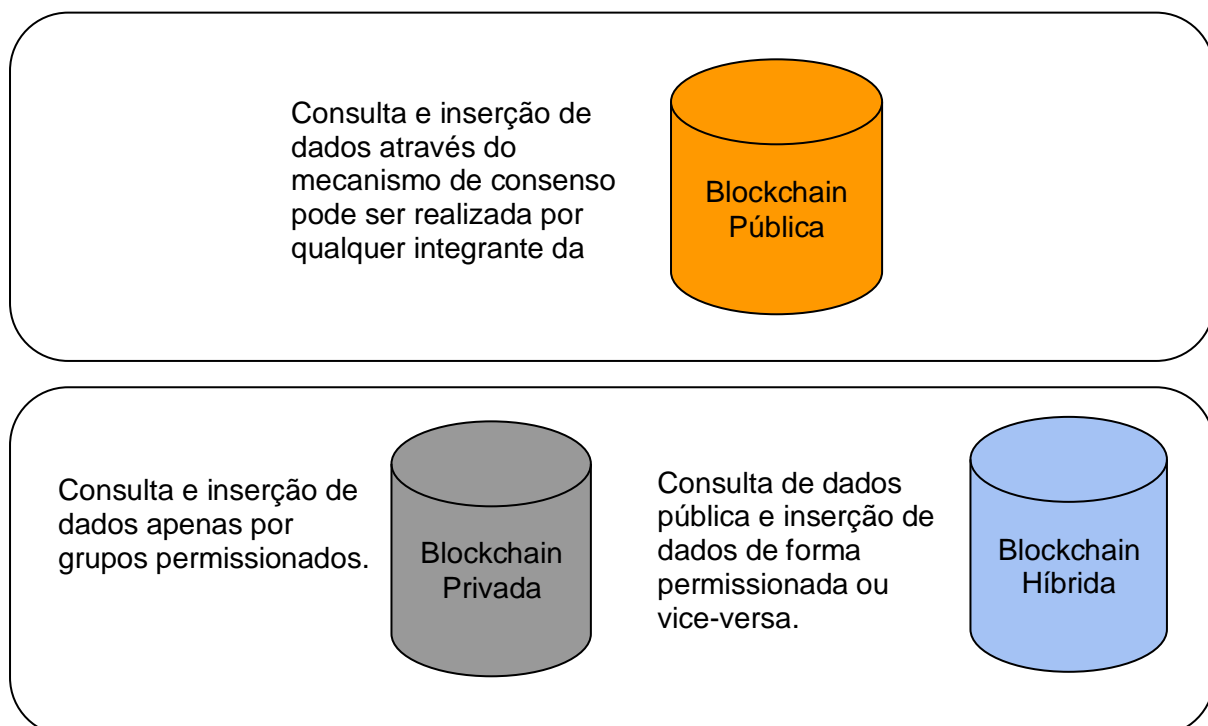 Consulta e inserção de
dados através do
mecanismo de consenso
pode ser realizada por
qualquer integrante da
Blockchain
Pública
Consulta e inserção de
dados apenas por
grupos permissionados.
Blockchain
Privada
Consulta de dados
pública e inserção de
dados de forma
permissionada ou
vice-versa.
Blockchain
Híbrida